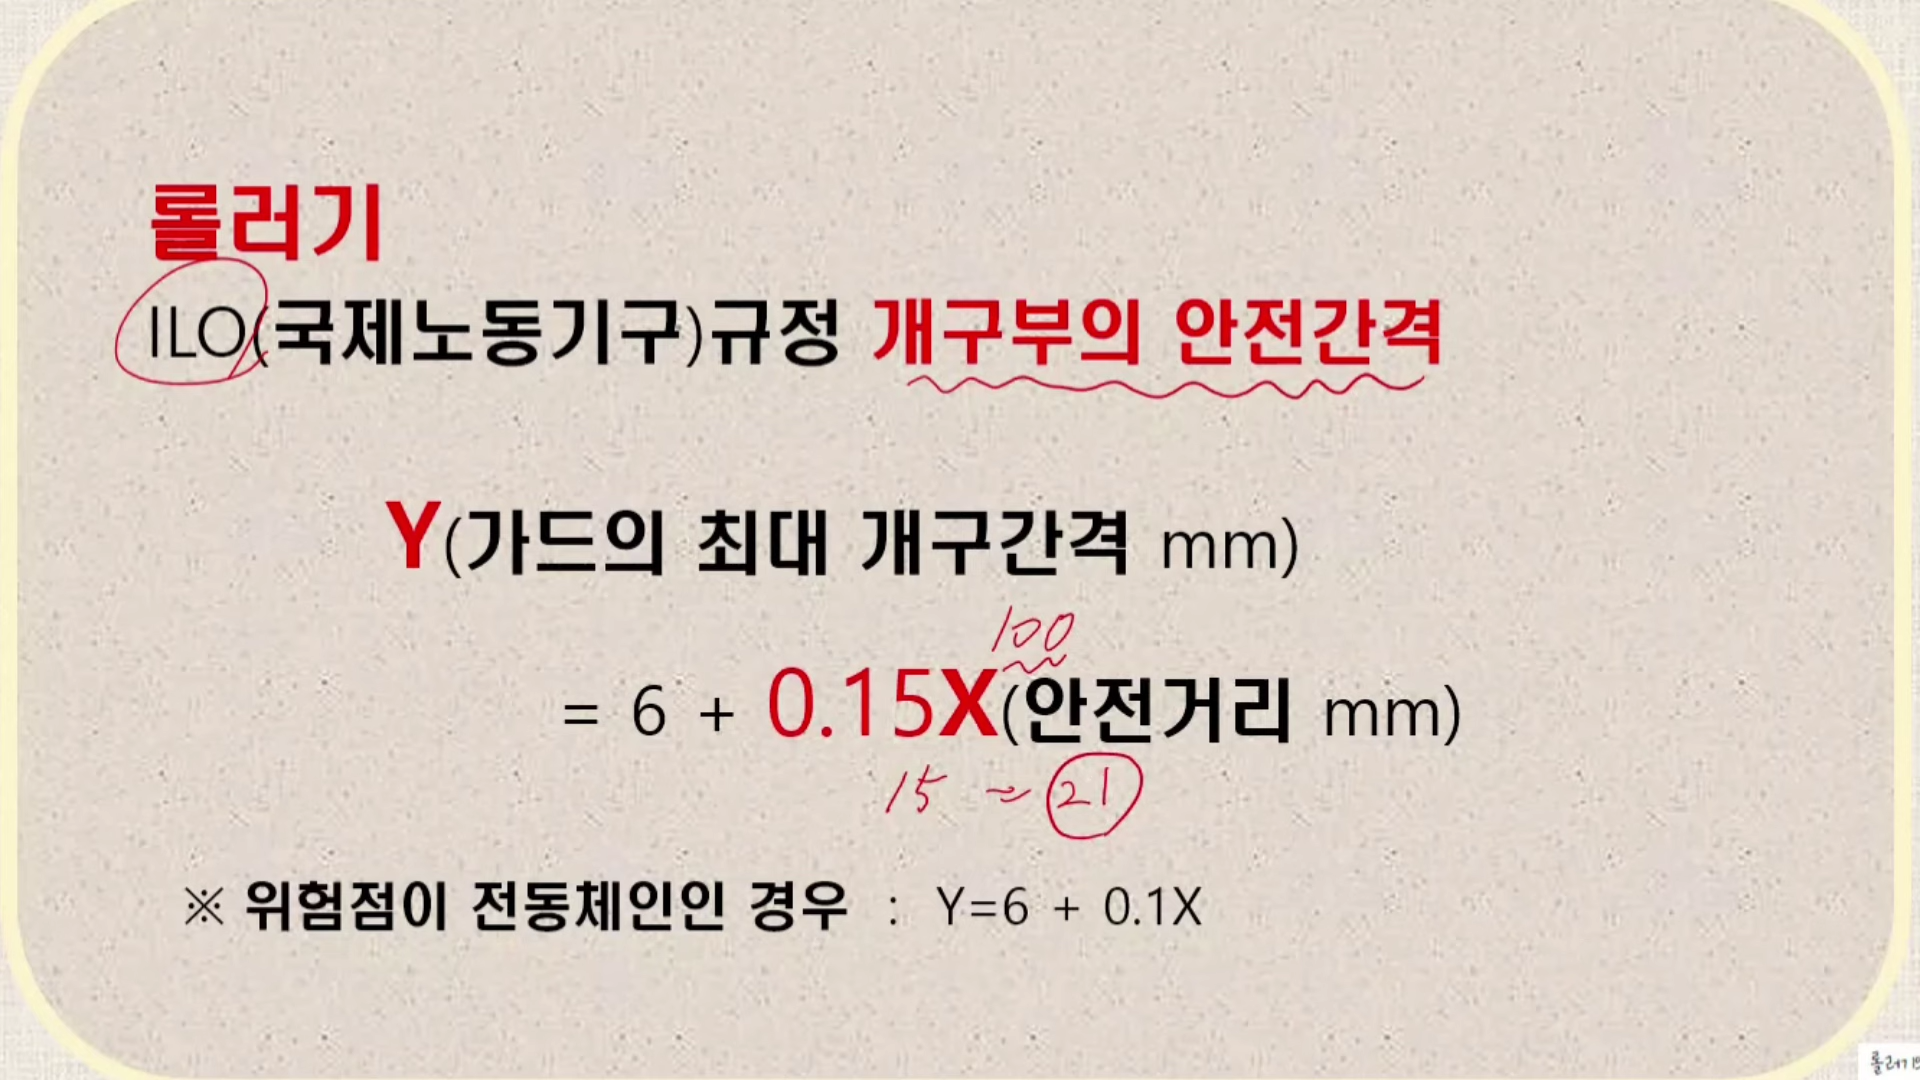 롤러기
ILO(국제노동기구)규정 개구부의 안전간격
Y(가드의 최대 개구간격 mm)
100
= 6 + 0.15X(안전거리 mm)
15 = 21
※ 위험점이 전동체인인 경우 : Y=6 + 0.1X